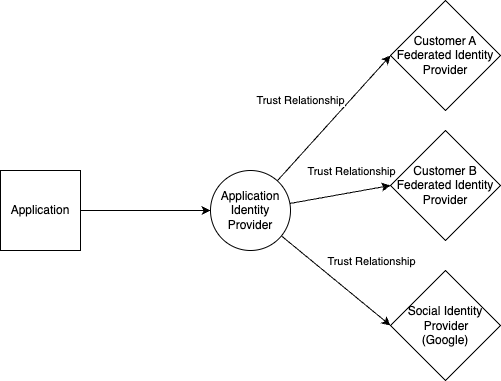 Customer A
Federated Identity
Provider
Trust Relationship
Trust Relationship
Customer B
Federated Identity
Provider
Application
Application
Identity
Provider
Trust Relationship
Social Identity
Provider
(Google)